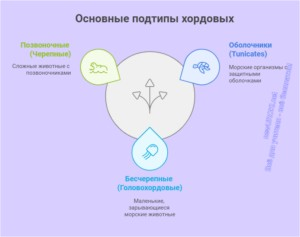 Основные подтипы хордовых
Позвоночные
(Черепные)
Сложные животные с
позвоночниками
Оболочники
(Tunicates)
Морские организмы с
защитными
оболочками
Бесчерепные
(Головохордовые)
Маленькие,
зарывающиеся
морские животные